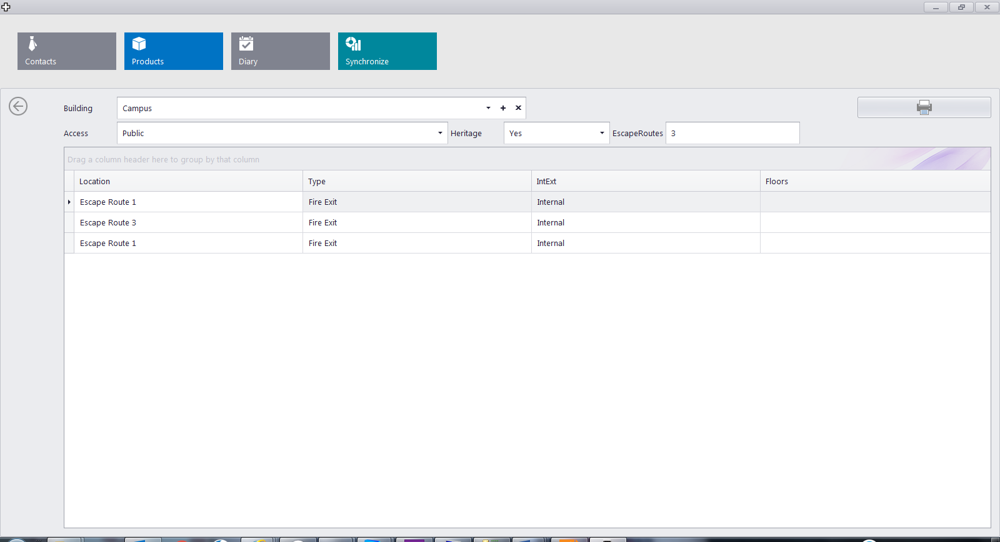 Contacts
Products
Diary
Synchronize
Building Campus
Access Public Heritage Yes EscapeRoutes 3
Drag a column header here to group by that column
Location Type IntExt Floors
Escape Route 1 Fire Exit Internal
Escape Route 3 Fire Exit Internal
Escape Route 1 Fire Exit Internal